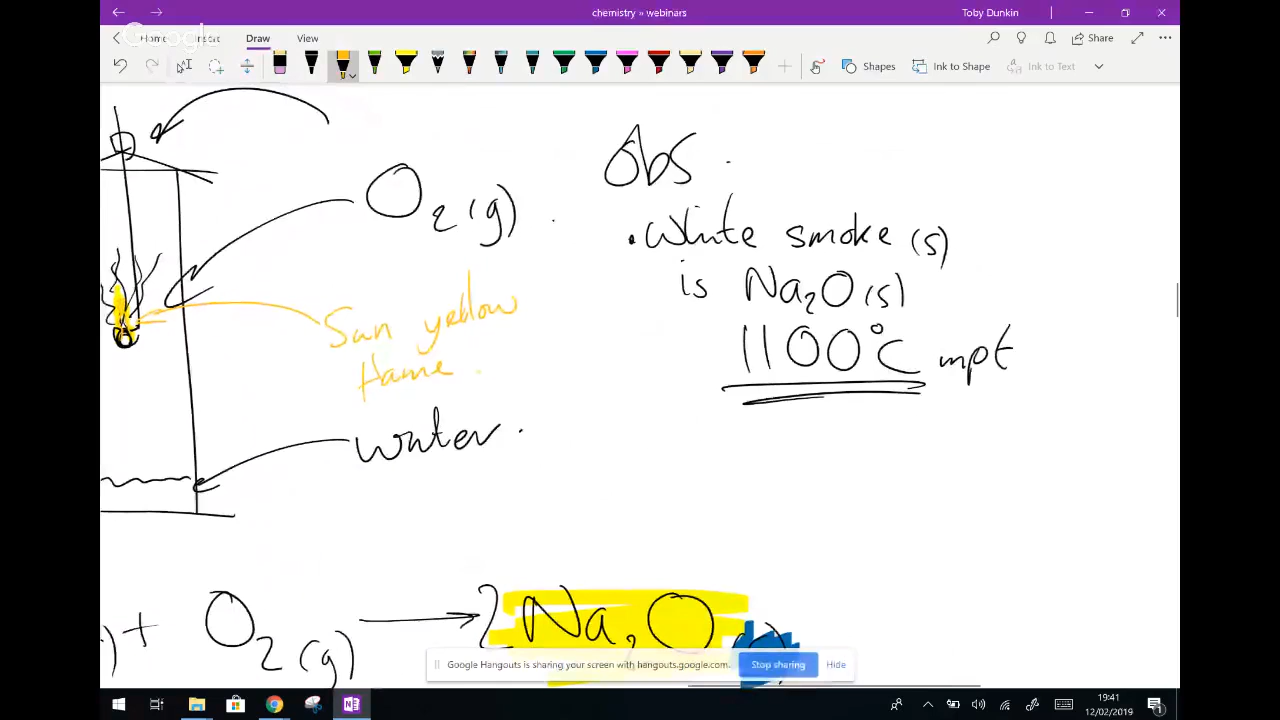 chemistry » webinars
Toby Dunkin
Google
Home
Insert
Draw
View
Share
Shapes
Ink to Shape
Ink to Text
O₂(g)
Obs.
• White smoke (s)
is Na₂O(s)
1100°C mpt
Sun yellow
flame.
water.
) + O₂(g) → 2Na₂O
Google Hangouts is sharing your screen with hangouts.google.com.
Stop sharing
Hide
19:41
12/02/2019